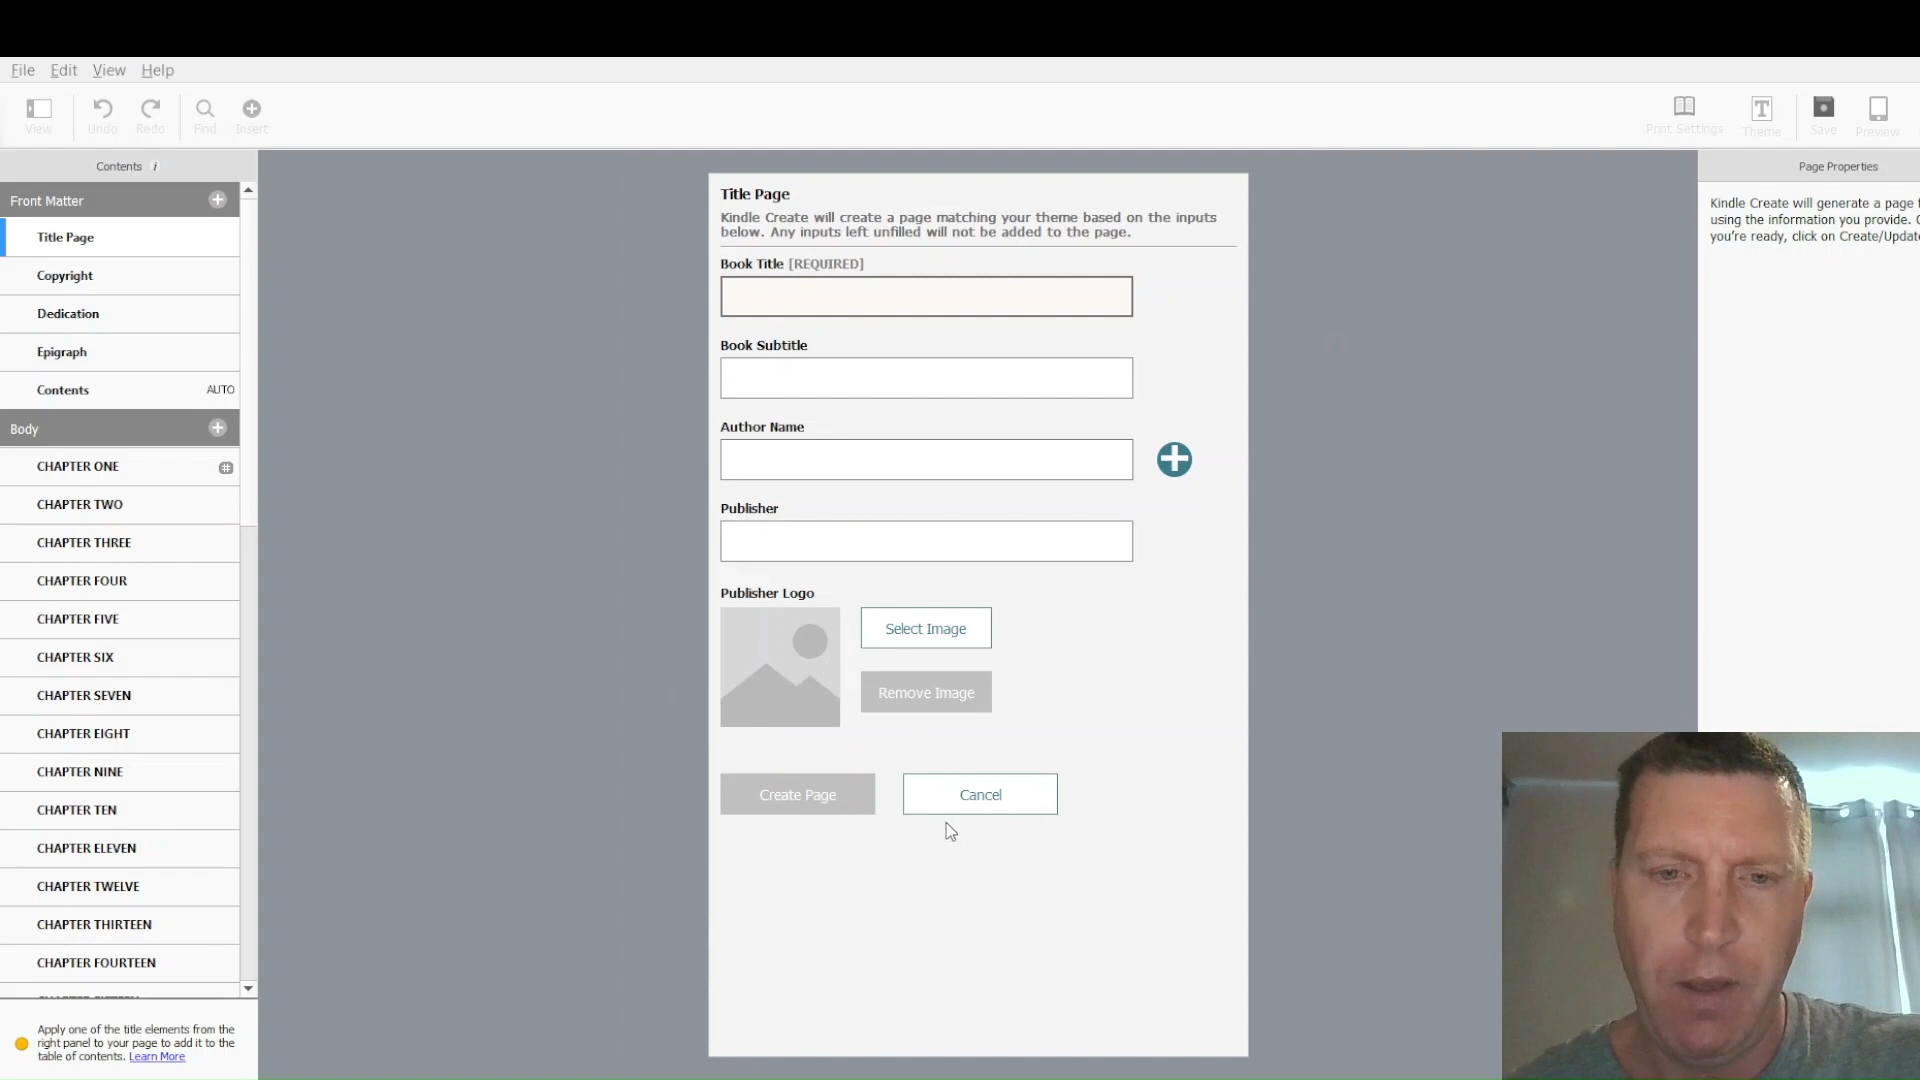 File Edit View Help
View Undo Redo Find Insert Print Settings Theme Save Preview
Contents i
Page Properties
Front Matter
Title Page
Copyright
Dedication
Epigraph
Contents AUTO
Body
CHAPTER ONE
CHAPTER TWO
CHAPTER THREE
CHAPTER FOUR
CHAPTER FIVE
CHAPTER SIX
CHAPTER SEVEN
CHAPTER EIGHT
CHAPTER NINE
CHAPTER TEN
CHAPTER ELEVEN
CHAPTER TWELVE
CHAPTER THIRTEEN
CHAPTER FOURTEEN
Apply one of the title elements from the
right panel to your page to add it to the
table of contents. Learn More
Title Page
Kindle Create will create a page matching your theme based on the inputs
below. Any inputs left unfilled will not be added to the page.
Book Title [REQUIRED]
Book Subtitle
Author Name
Publisher
Publisher Logo
Select Image
Remove Image
Create Page Cancel
Kindle Create will generate a page
using the information you provide.
you're ready, click on Create/Update